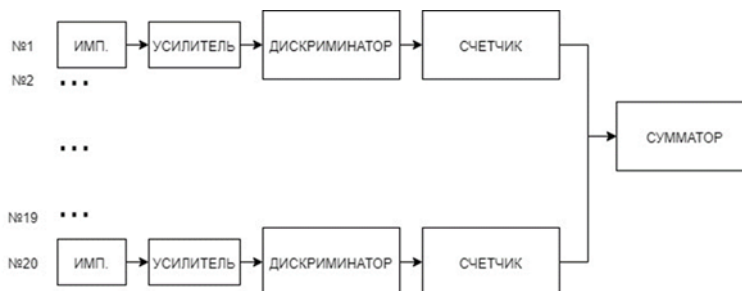 №1 ИМП. УСИЛИТЕЛЬ ДИСКРИМИНАТОР СЧЕТЧИК
№2 ...
СУММАТОР
...
№19 ...
№20 ИМП. УСИЛИТЕЛЬ ДИСКРИМИНАТОР СЧЕТЧИК